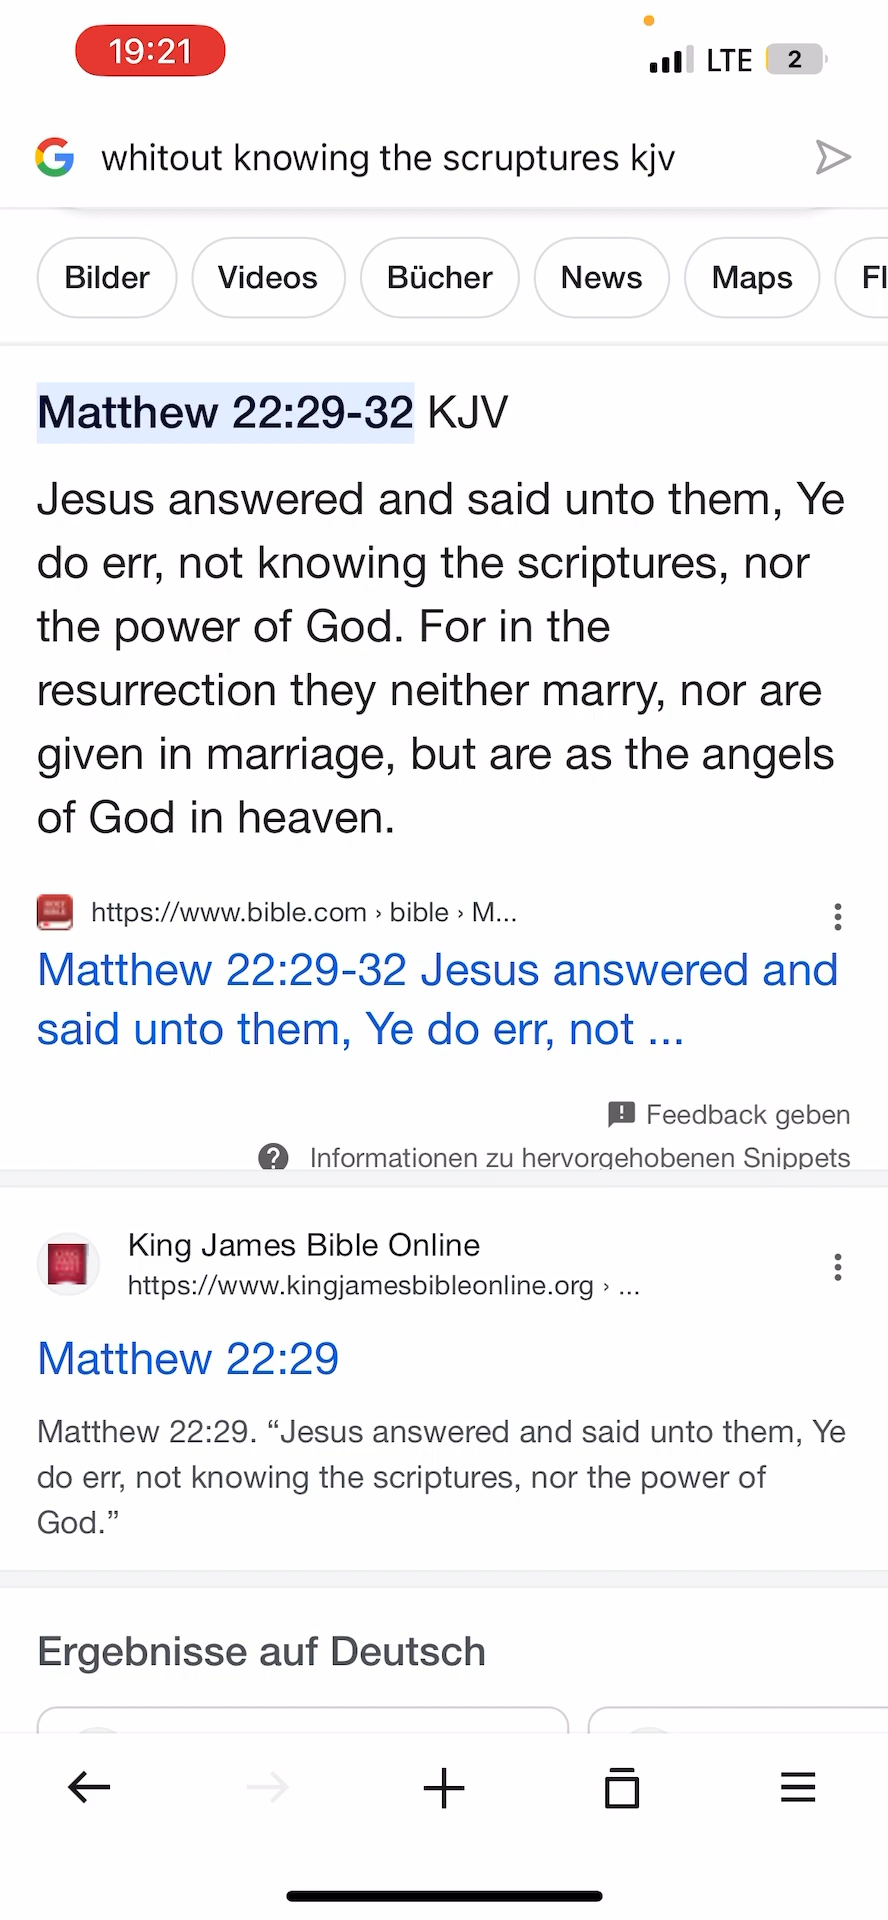 19:21
LTE 2
whitout knowing the scruptures kjv
Bilder Videos Bücher News Maps Fl
Matthew 22:29-32 KJV
Jesus answered and said unto them, Ye
do err, not knowing the scriptures, nor
the power of God. For in the
resurrection they neither marry, nor are
given in marriage, but are as the angels
of God in heaven.
https://www.bible.com › bible › M...
Matthew 22:29-32 Jesus answered and
said unto them, Ye do err, not ...
Feedback geben
Informationen zu hervorgehobenen Snippets
King James Bible Online
https://www.kingjamesbibleonline.org › ...
Matthew 22:29
Matthew 22:29. “Jesus answered and said unto them, Ye
do err, not knowing the scriptures, nor the power of
God.”
Ergebnisse auf Deutsch